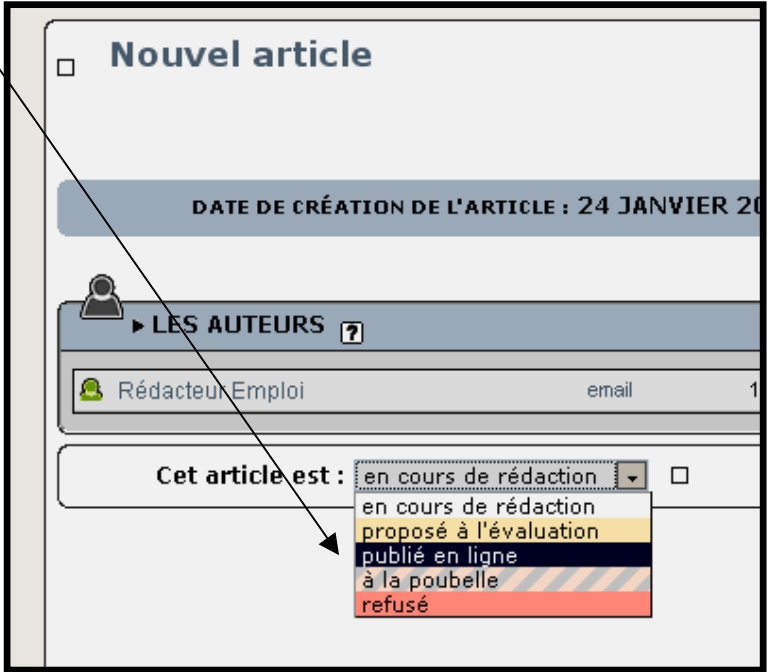 Nouvel article
DATE DE CRÉATION DE L'ARTICLE : 24 JANVIER
LES AUTEURS ?
Rédacteur Emploi email 1
Cet article est : en cours de rédaction
en cours de rédaction
proposé à l'évaluation
publié en ligne
à la poubelle
refusé